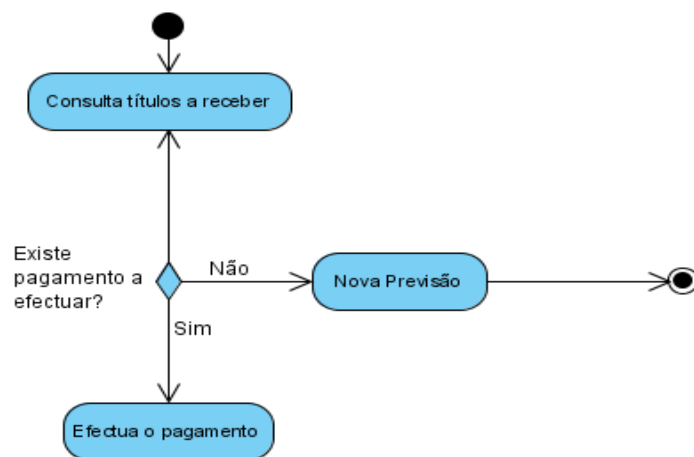 Consulta títulos a receber
Existe
pagamento a
efectuar?
Não
Nova Previsão
Sim
Efectua o pagamento